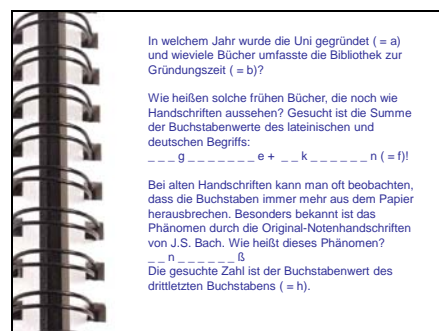 In welchem Jahr wurde die Uni gegründet ( = a)
und wieviele Bücher umfasste die Bibliothek zur
Gründungszeit ( = b)?
Wie heißen solche frühen Bücher, die noch wie
Handschriften aussehen? Gesucht ist die Summe
der Buchstabenwerte des lateinischen und
deutschen Begriffs:
_ _ _ g _ _ _ _ _ _ _ e + _ _ k _ _ _ _ _ _ n ( = f)!
Bei alten Handschriften kann man oft beobachten,
dass die Buchstaben immer mehr aus dem Papier
herausbrechen. Besonders bekannt ist das
Phänomen durch die Original-Notenhandschriften
von J.S. Bach. Wie heißt dieses Phänomen?
_ _ n _ _ _ _ _ _ ß
Die gesuchte Zahl ist der Buchstabenwert des
drittletzten Buchstabens ( = h).